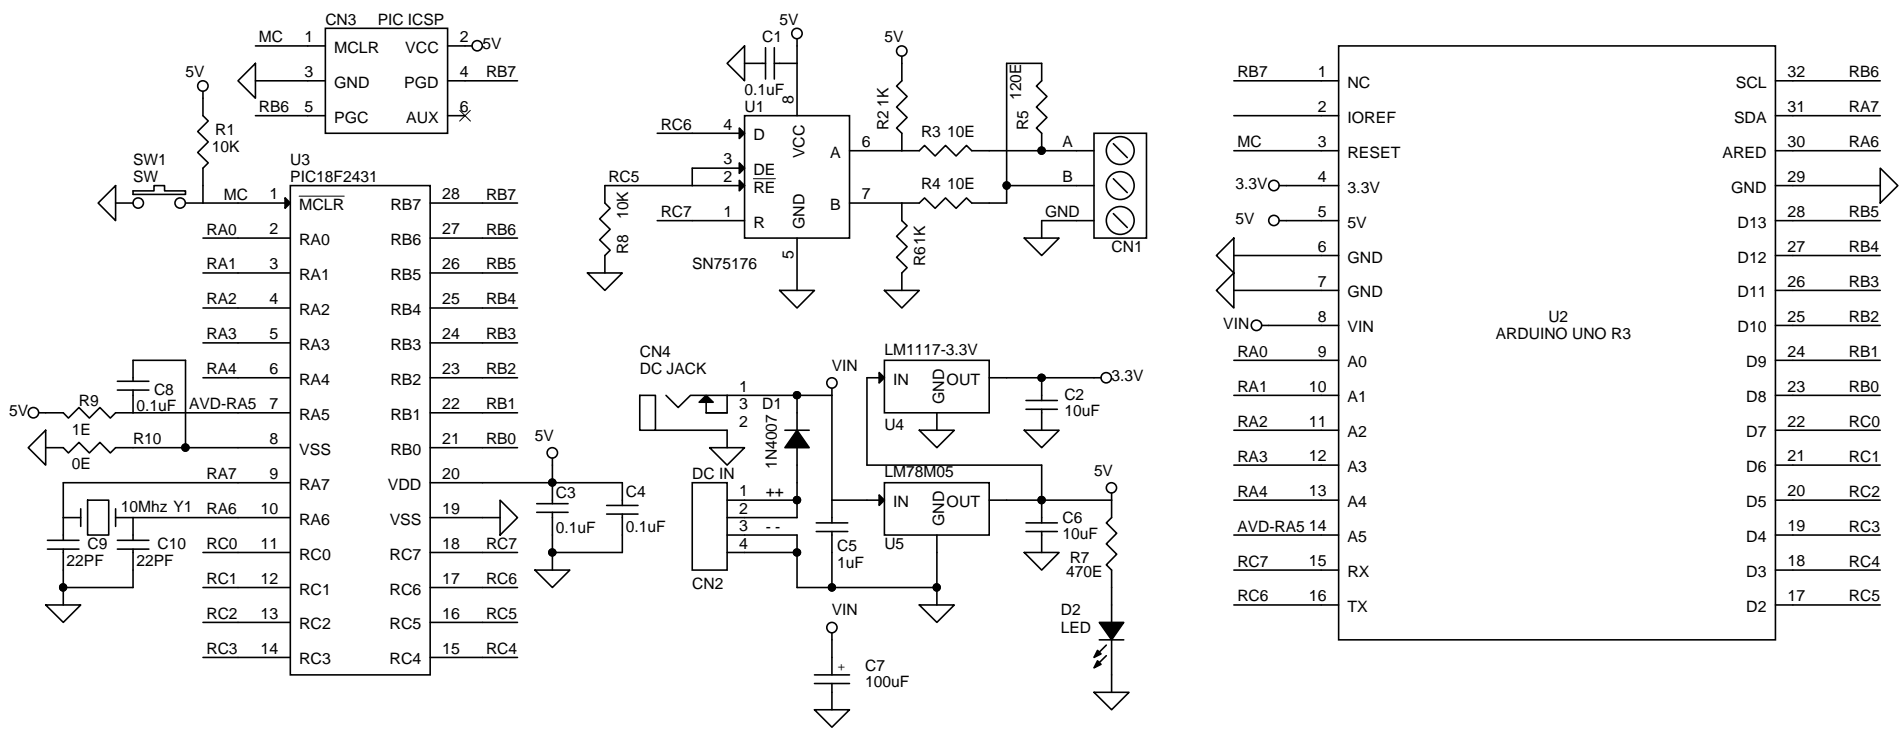 CN3 PIC ICSP
MC 1 MCLR VCC 2 5V
3 GND PGD 4 RB7
RB6 5 PGC AUX 6
5V
R1
10K
SW1
SW
U3
PIC18F2431
MC 1 MCLR RB7 28 RB7
RA0 2 RA0 RB6 27 RB6
RA1 3 RA1 RB5 26 RB5
RA2 4 RA2 RB4 25 RB4
RA3 5 RA3 RB3 24 RB3
RA4 6 RA4 RB2 23 RB2
AVD-RA5 7 RA5 RB1 22 RB1
8 VSS RB0 21 RB0
RA7 9 RA7 VDD 20
RA6 10 RA6 VSS 19
RC0 11 RC0 RC7 18 RC7
RC1 12 RC1 RC6 17 RC6
RC2 13 RC2 RC5 16 RC5
RC3 14 RC3 RC4 15 RC4
C8
0.1uF
5V R9
1E
R10
0E
10Mhz Y1
C9
22PF
C10
22PF
5V
C3
0.1uF
C4
0.1uF
5V
C1
0.1uF
U1
8
RC6 4 D VCC A 6
3 DE
RC5 2 RE
RC7 1 R GND B 7
5
SN75176
R8 10K
5V
R2 1K
R3 10E
R4 10E
R6 1K
R5 120E
A
B
GND
CN1
CN4
DC JACK
1
3
2
D1
1N4007
VIN
DC IN
1 ++
2
3 --
4
CN2
C5
1uF
LM1117-3.3V
IN GND OUT
U4
3.3V
C2
10uF
LM78M05
IN GND OUT
U5
C6
10uF
5V
R7
470E
D2
LED
VIN
+
C7
100uF
U2
ARDUINO UNO R3
RB7 1 NC SCL 32 RB6
2 IOREF SDA 31 RA7
MC 3 RESET ARED 30 RA6
3.3V 4 3.3V GND 29
5V 5 5V D13 28 RB5
6 GND D12 27 RB4
7 GND D11 26 RB3
VIN 8 VIN D10 25 RB2
RA0 9 A0 D9 24 RB1
RA1 10 A1 D8 23 RB0
RA2 11 A2 D7 22 RC0
RA3 12 A3 D6 21 RC1
RA4 13 A4 D5 20 RC2
AVD-RA5 14 A5 D4 19 RC3
RC7 15 RX D3 18 RC4
RC6 16 TX D2 17 RC5